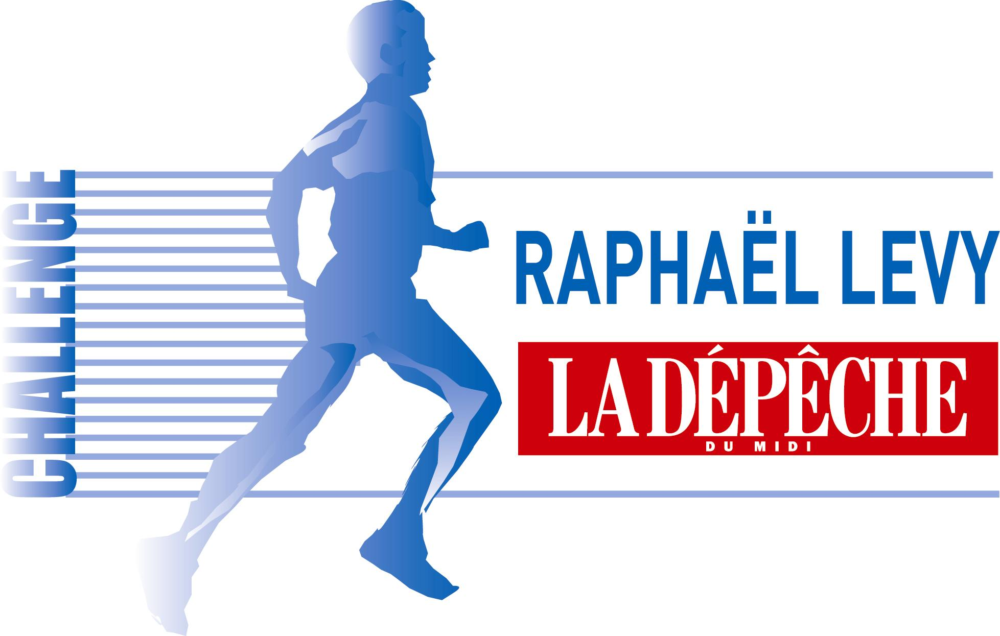 CHALLENGE
RAPHAËL LEVY
LA DÉPÊCHE
DU MIDI